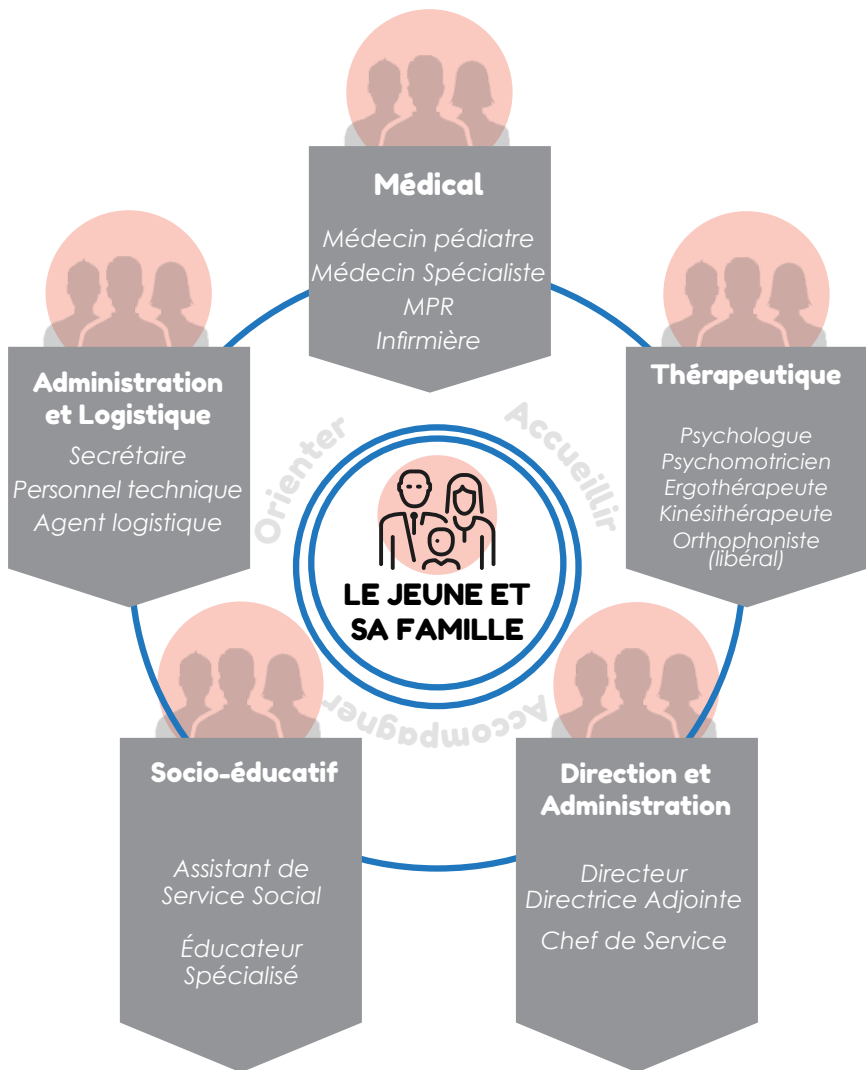 Médical
Médecin pédiatre
Médecin Spécialiste
MPR
Infirmière
Administration
et Logistique
Secrétaire
Personnel technique
Agent logistique
Thérapeutique
Psychologue
Psychomotricien
Ergothérapeute
Kinésithérapeute
Orthophoniste
(libéral)
Orienter
Accueillir
Accompagner
LE JEUNE ET
SA FAMILLE
Socio-éducatif
Assistant de
Service Social
Éducateur
Spécialisé
Direction et
Administration
Directeur
Directrice Adjointe
Chef de Service